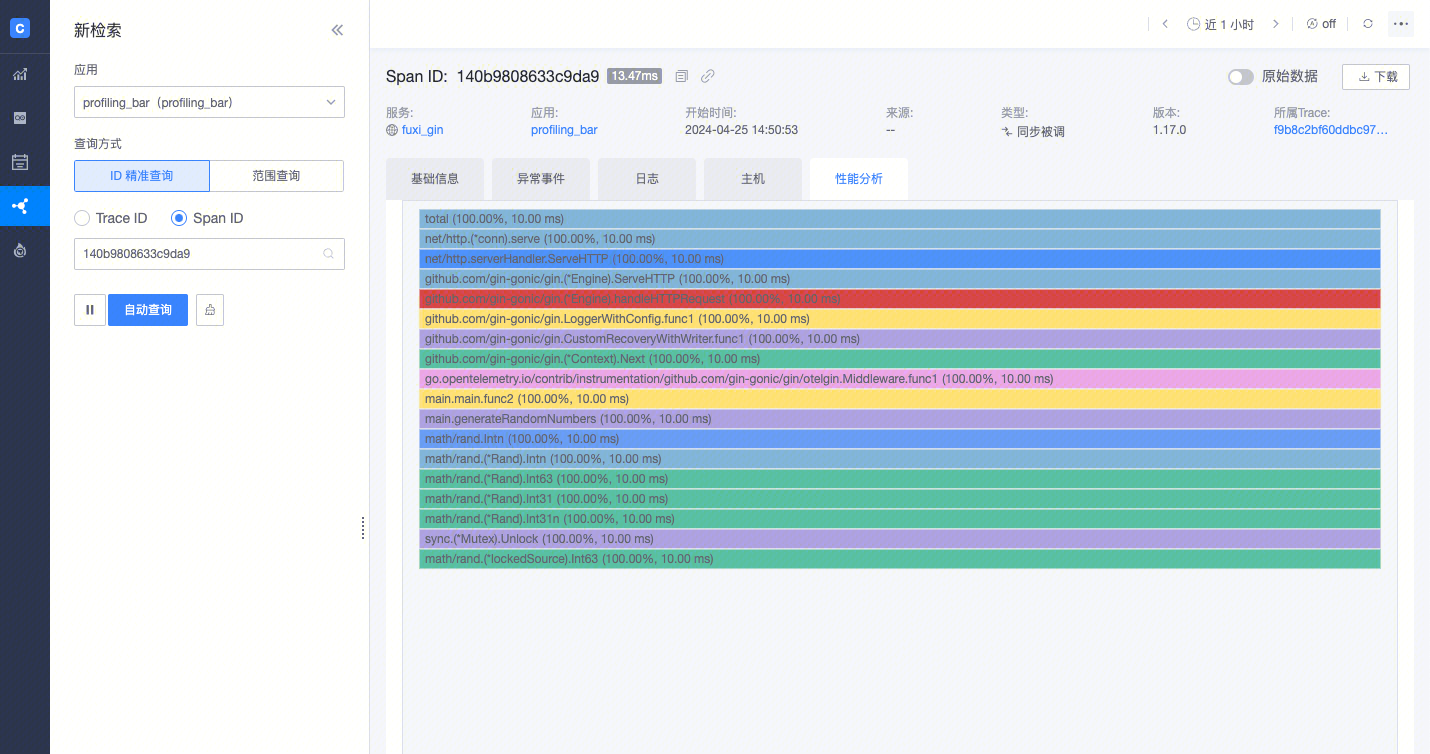 C
新检索
应用
profiling_bar（profiling_bar）
查询方式
ID 精准查询 范围查询
Trace ID Span ID
140b9808633c9da9
自动查询
近 1 小时 off
Span ID: 140b9808633c9da9 13.47ms 原始数据 下载
服务: 应用: 开始时间: 来源: 类型: 版本: 所属Trace:
fuxi_gin profiling_bar 2024-04-25 14:50:53 -- 同步被调 1.17.0 f9b8c2bf60ddbc97…
基础信息 异常事件 日志 主机 性能分析
total (100.00%, 10.00 ms)
net/http.(*conn).serve (100.00%, 10.00 ms)
net/http.serverHandler.ServeHTTP (100.00%, 10.00 ms)
github.com/gin-gonic/gin.(*Engine).ServeHTTP (100.00%, 10.00 ms)
github.com/gin-gonic/gin.(*Engine).handleHTTPRequest (100.00%, 10.00 ms)
github.com/gin-gonic/gin.LoggerWithConfig.func1 (100.00%, 10.00 ms)
github.com/gin-gonic/gin.CustomRecoveryWithWriter.func1 (100.00%, 10.00 ms)
github.com/gin-gonic/gin.(*Context).Next (100.00%, 10.00 ms)
go.opentelemetry.io/contrib/instrumentation/github.com/gin-gonic/gin/otelgin.Middleware.func1 (100.00%, 10.00 ms)
main.main.func2 (100.00%, 10.00 ms)
main.generateRandomNumbers (100.00%, 10.00 ms)
math/rand.Intn (100.00%, 10.00 ms)
math/rand.(*Rand).Intn (100.00%, 10.00 ms)
math/rand.(*Rand).Int63 (100.00%, 10.00 ms)
math/rand.(*Rand).Int31 (100.00%, 10.00 ms)
math/rand.(*Rand).Int31n (100.00%, 10.00 ms)
sync.(*Mutex).Unlock (100.00%, 10.00 ms)
math/rand.(*lockedSource).Int63 (100.00%, 10.00 ms)